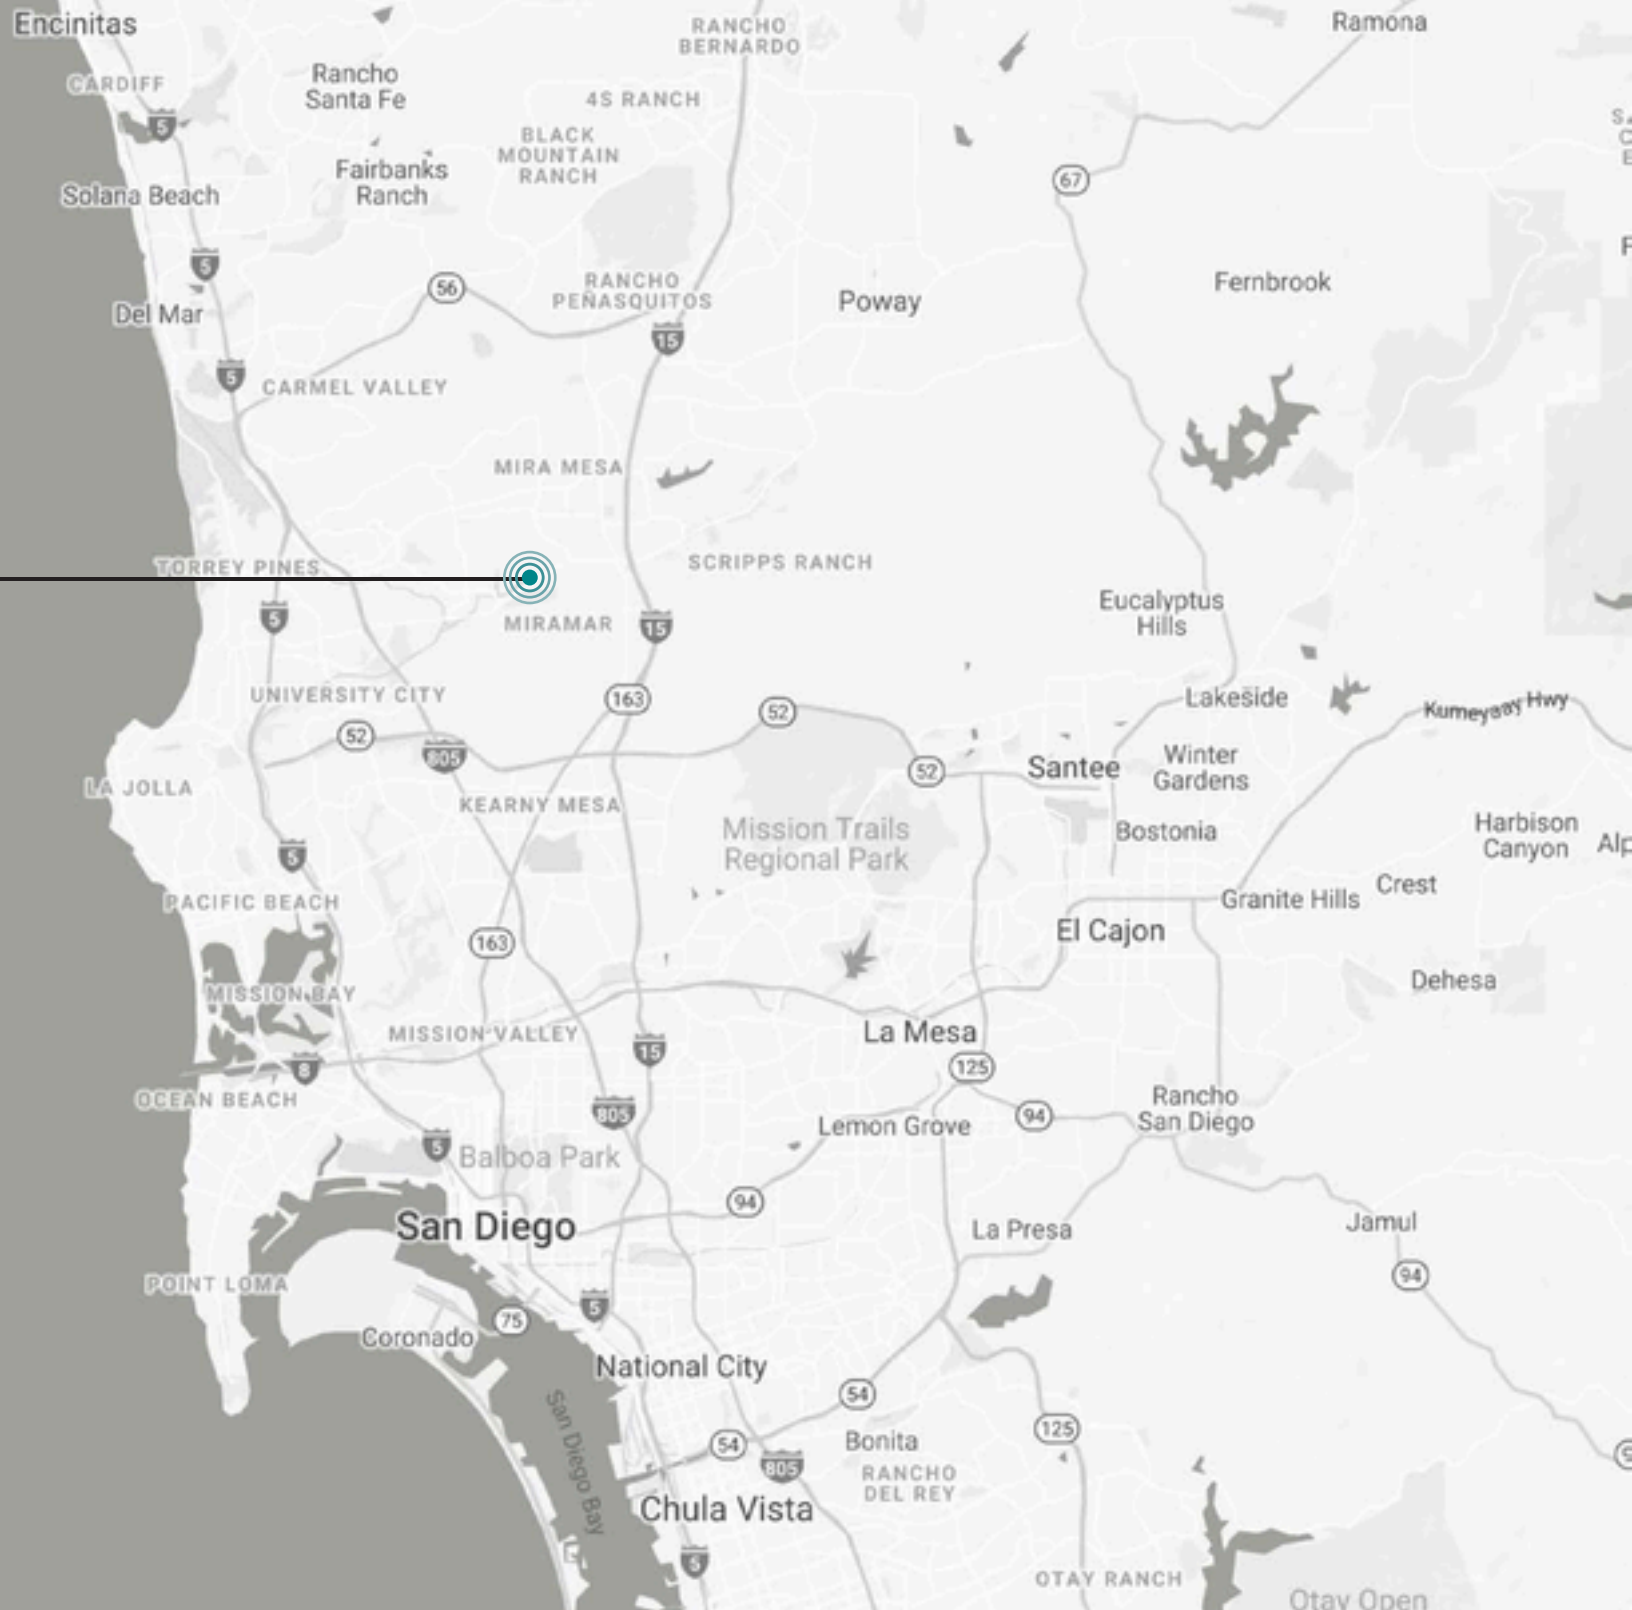 Encinitas
RANCHO
BERNARDO
Ramona
CARDIFF
Rancho
Santa Fe
4S RANCH
5
BLACK
MOUNTAIN
RANCH
Fairbanks
Ranch
67
Solana Beach
5
56
RANCHO
PEÑASQUITOS
Poway
Fernbrook
Del Mar
15
5
CARMEL VALLEY
MIRA MESA
TORREY PINES
SCRIPPS RANCH
Eucalyptus
Hills
5
MIRAMAR
15
UNIVERSITY CITY
163
52
Lakeside
Kumeyaay Hwy
52
805
52
Santee
Winter
Gardens
LA JOLLA
KEARNY MESA
Mission Trails
Regional Park
Bostonia
Harbison
Canyon
Alp
5
PACIFIC BEACH
Granite Hills
Crest
163
El Cajon
MISSION BAY
Dehesa
MISSION VALLEY
La Mesa
15
8
125
OCEAN BEACH
805
Lemon Grove
94
Rancho
San Diego
5
Balboa Park
94
San Diego
La Presa
Jamul
POINT LOMA
94
5
75
Coronado
National City
54
San Diego Bay
125
54
Bonita
805
RANCHO
DEL REY
Chula Vista
5
OTAY RANCH
Otay Open